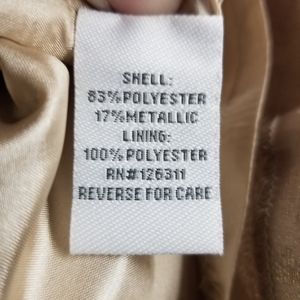 SHELL:
83%POLYESTER
17%METALLIC
LINING:
100%POLYESTER
RN#126311
REVERSE FOR CARE